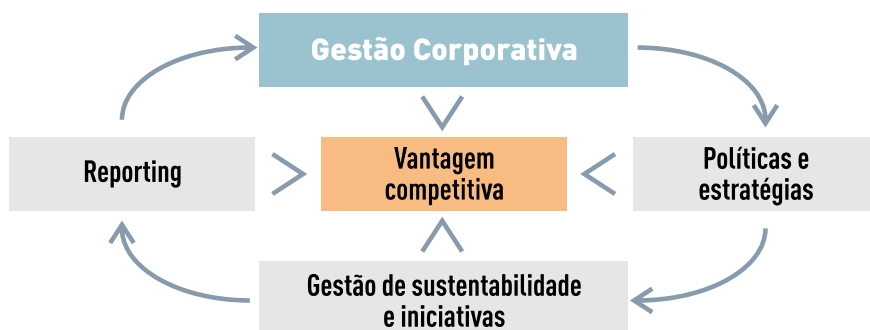 Gestão Corporativa
Reporting
Vantagem
competitiva
Políticas e
estratégias
Gestão de sustentabilidade
e iniciativas